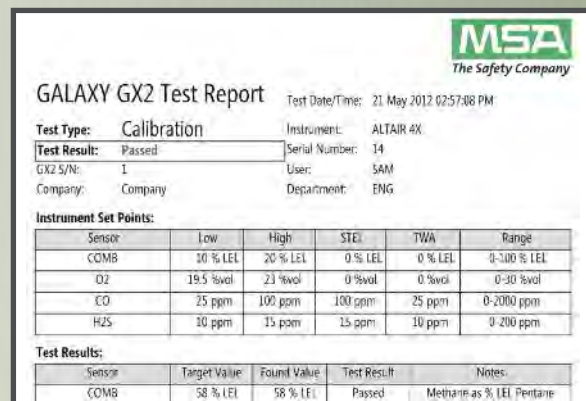 MSA
The Safety Company
GALAXY GX2 Test Report Test Date/Time: 21 May 2012 02:57:08 PM
Test Type: Calibration Instrument: ALTAIR 4X
Test Result: Passed Serial Number: 14
GX2 S/N: 1 User: SAM
Company: Company Department: ENG
Instrument Set Points:
Sensor Low High STEL TWA Range
COMB 10 % LEL 20 % LEL 0 % LEL 0 % LEL 0-100 % LEL
O2 19.5 %vol 23 %vol 0 %vol 0 %vol 0-30 %vol
CO 25 ppm 100 ppm 100 ppm 25 ppm 0-2000 ppm
H2S 10 ppm 15 ppm 15 ppm 10 ppm 0-200 ppm
Test Results:
Sensor Target Value Found Value Test Result Notes
COMB 58 % LEL 58 % LEL Passed Methane as % LEL Pentane